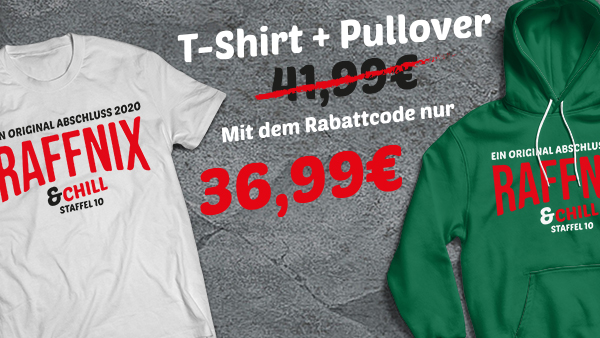 T-Shirt + Pullover
41,99€
Mit dem Rabattcode nur
36,99€
EIN ORIGINAL ABSCHLUSS 2020
RAFFNIX
&CHILL
STAFFEL 10
EIN ORIGINAL ABSCHLUSS
RAFFN
&CHILL
STAFFEL 10